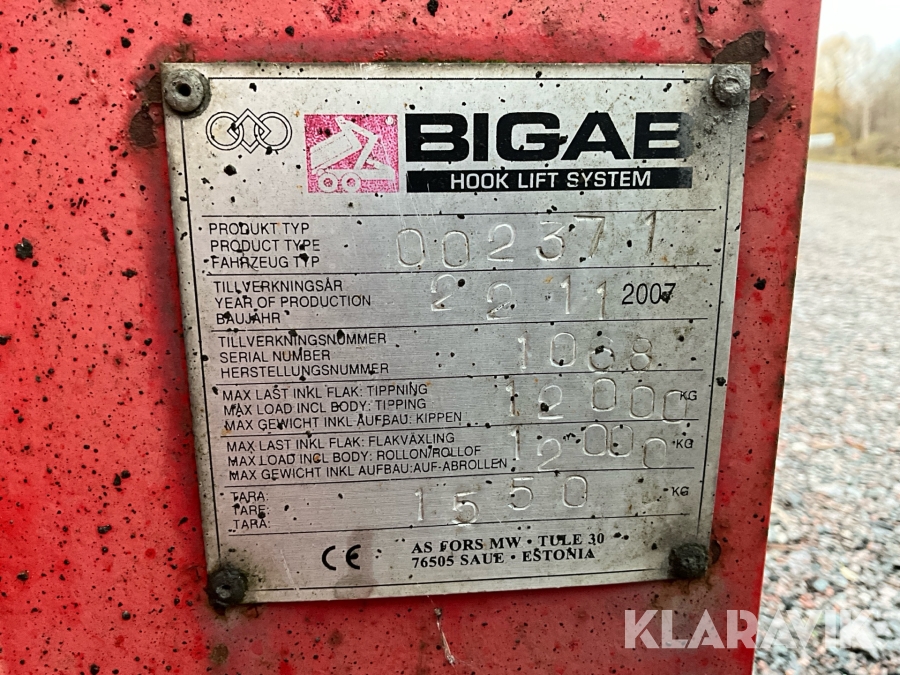 BIGAB
HOOK LIFT SYSTEM
PRODUKT TYP
PRODUCT TYPE
FAHRZEUG TYP
002371
TILLVERKNINGSÅR
YEAR OF PRODUCTION
BAUJAHR
22 11 2007
TILLVERKNINGSNUMMER
SERIAL NUMBER
HERSTELLUNGSNUMMER
1068
MAX LAST INKL FLAK: TIPPNING
MAX LOAD INCL BODY: TIPPING
MAX GEWICHT INKL AUFBAU: KIPPEN
12000 KG
MAX LAST INKL FLAK: FLAKVÄXLING
MAX LOAD INCL BODY: ROLLON/ROLLOF
MAX GEWICHT INKL AUFBAU:AUF-ABROLLEN
12000 KG
TARA:
TARE:
TARA:
1550 KG
CE
AS FORS MW · TULE 30
76505 SAUE · ESTONIA
KLARAVIK